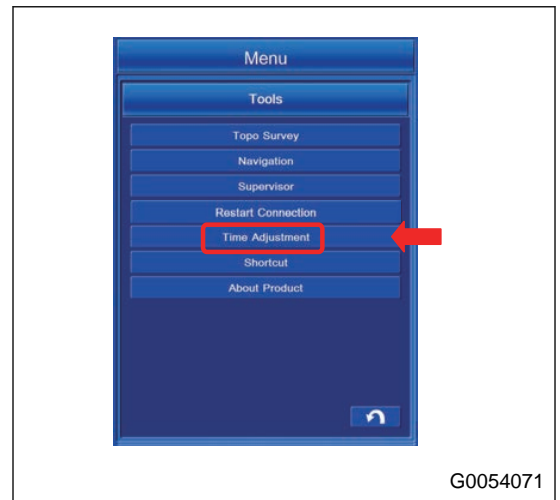 Menu
Tools
Topo Survey
Navigation
Supervisor
Restart Connection
Time Adjustment
Shortcut
About Product
G0054071